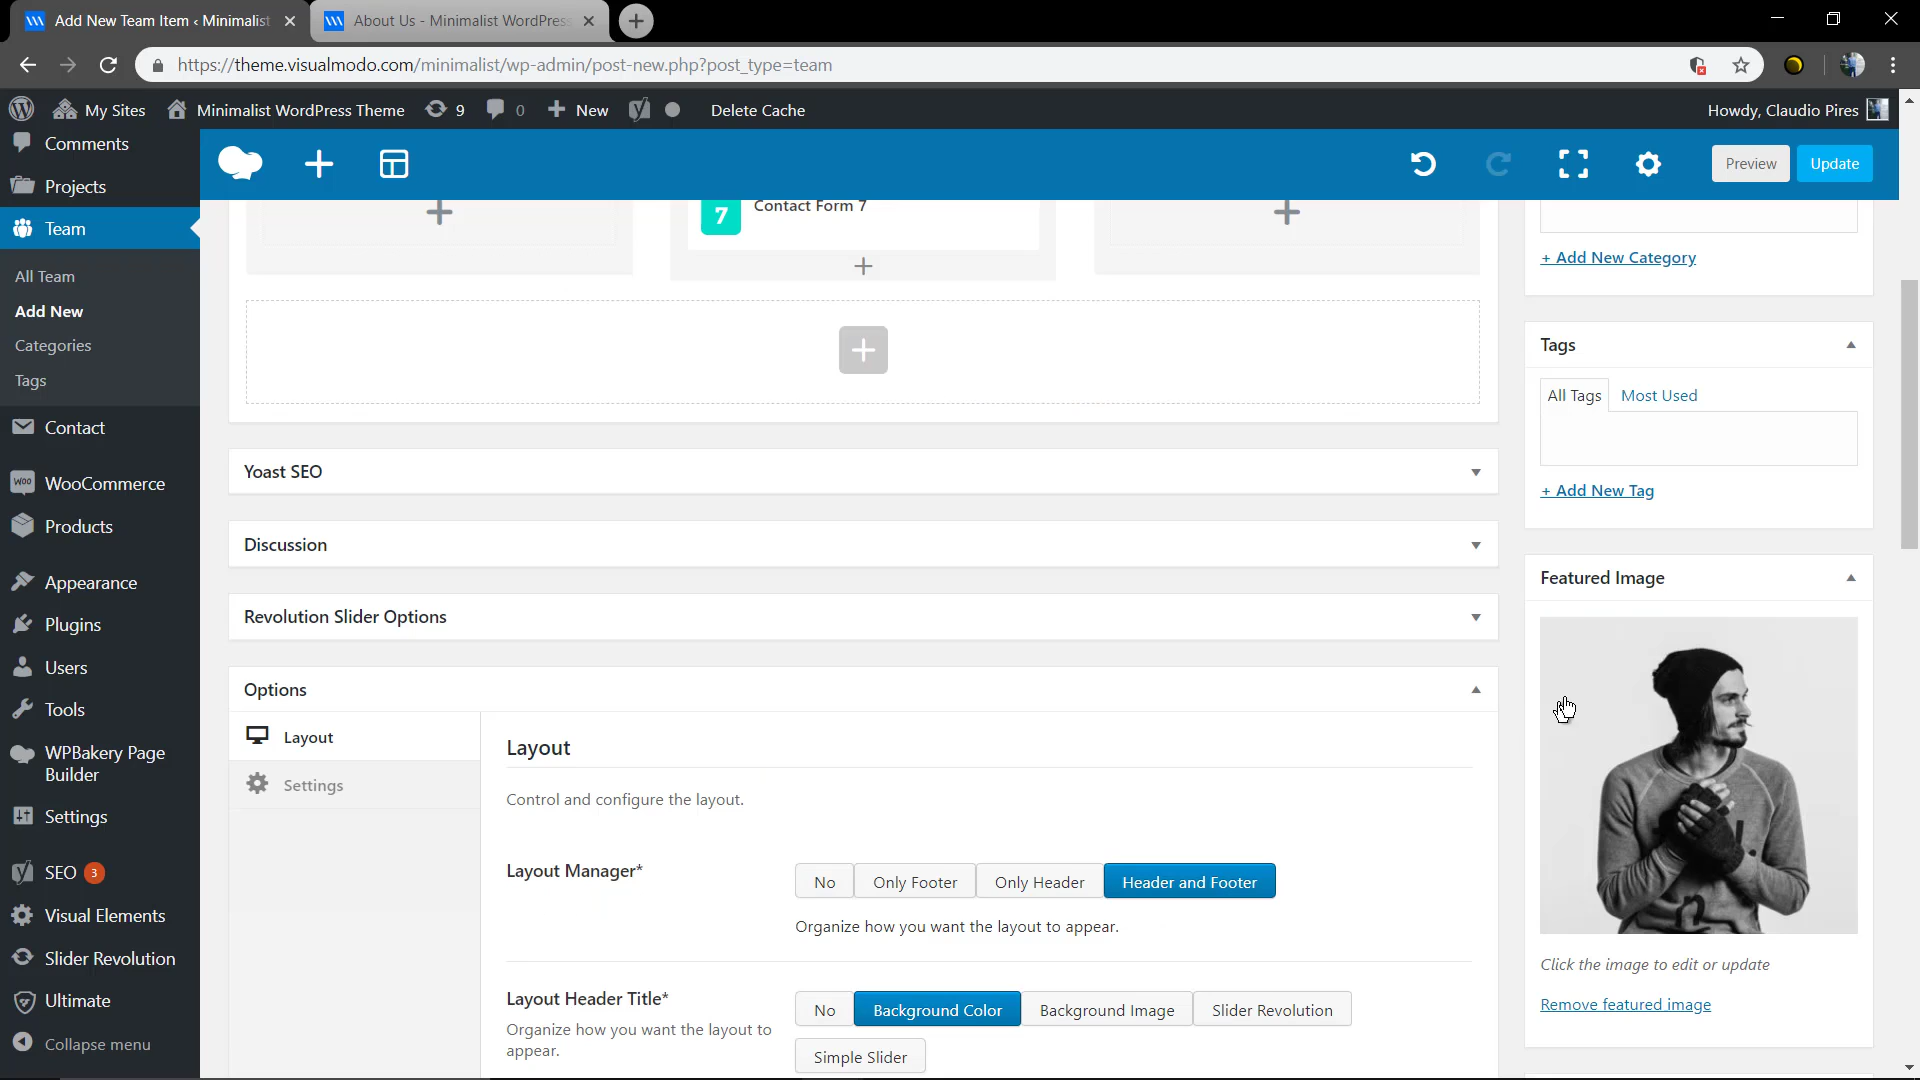 Add New Team Item ‹ Minimalist
About Us - Minimalist WordPress
https://theme.visualmodo.com/minimalist/wp-admin/post-new.php?post_type=team
My Sites
Minimalist WordPress Theme
9
0
New
Delete Cache
Howdy, Claudio Pires
Comments
Projects
Team
All Team
Add New
Categories
Tags
Contact
WooCommerce
Products
Appearance
Plugins
Users
Tools
WPBakery Page
Builder
Settings
SEO 3
Visual Elements
Slider Revolution
Ultimate
Collapse menu
Preview
Update
7
Contact Form 7
Yoast SEO
Discussion
Revolution Slider Options
Options
Layout
Settings
Layout
Control and configure the layout.
Layout Manager*
No
Only Footer
Only Header
Header and Footer
Organize how you want the layout to appear.
Layout Header Title*
Organize how you want the layout to
appear.
No
Background Color
Background Image
Slider Revolution
Simple Slider
+ Add New Category
Tags
All Tags
Most Used
+ Add New Tag
Featured Image
Click the image to edit or update
Remove featured image